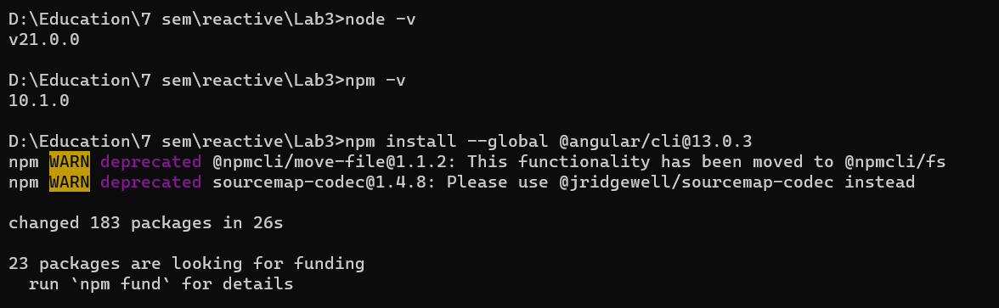 D:\Education\7 sem\reactive\Lab3>node -v
v21.0.0
D:\Education\7 sem\reactive\Lab3>npm -v
10.1.0
D:\Education\7 sem\reactive\Lab3>npm install --global @angular/cli@13.0.3
npm WARN deprecated @npmcli/move-file@1.1.2: This functionality has been moved to @npmcli/fs
npm WARN deprecated sourcemap-codec@1.4.8: Please use @jridgewell/sourcemap-codec instead
changed 183 packages in 26s
23 packages are looking for funding
  run `npm fund` for details